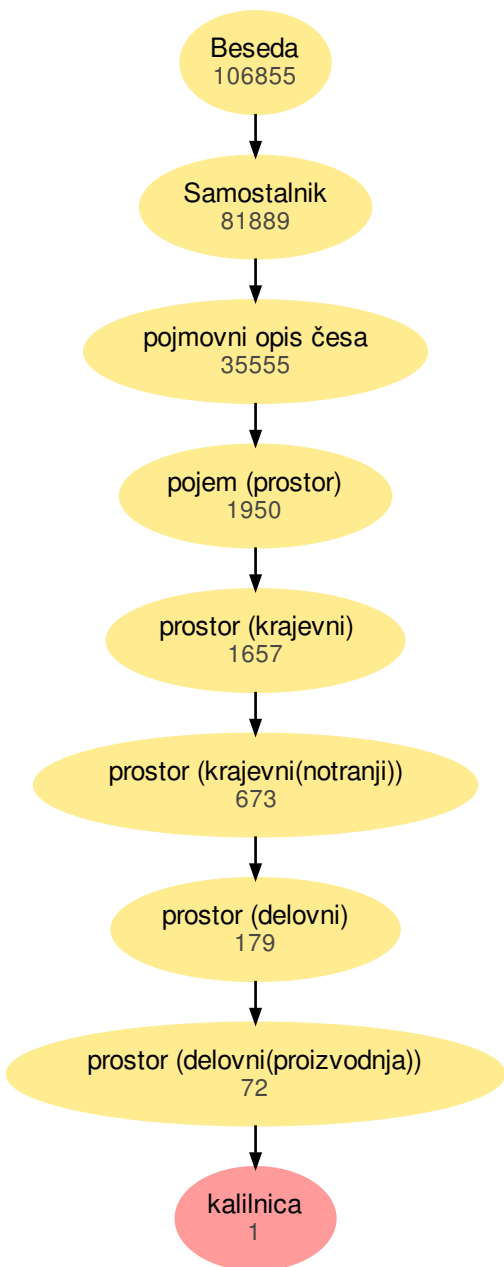 Beseda
106855
Samostalnik
81889
pojmovni opis česa
35555
pojem (prostor)
1950
prostor (krajevni)
1657
prostor (krajevni(notranji))
673
prostor (delovni)
179
prostor (delovni(proizvodnja))
72
kalilnica
1